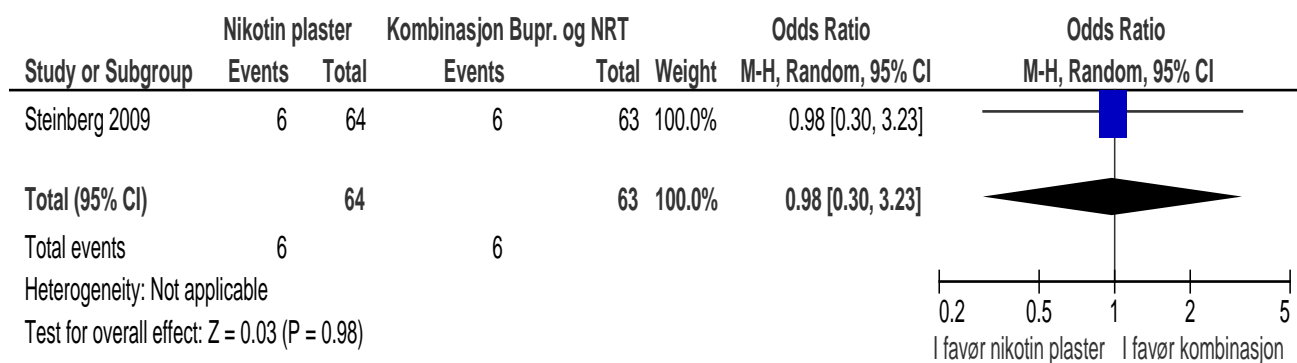 Nikotin plaster Kombinasjon Bupr. og NRT Odds Ratio Odds Ratio
Study or Subgroup Events Total Events Total Weight M-H, Random, 95% CI M-H, Random, 95% CI
Steinberg 2009 6 64 6 63 100.0% 0.98 [0.30, 3.23]
Total (95% CI) 64 63 100.0% 0.98 [0.30, 3.23]
Total events 6 6
Heterogeneity: Not applicable
Test for overall effect: Z = 0.03 (P = 0.98)
0.2 0.5 1 2 5
I favør nikotin plaster I favør kombinasjon